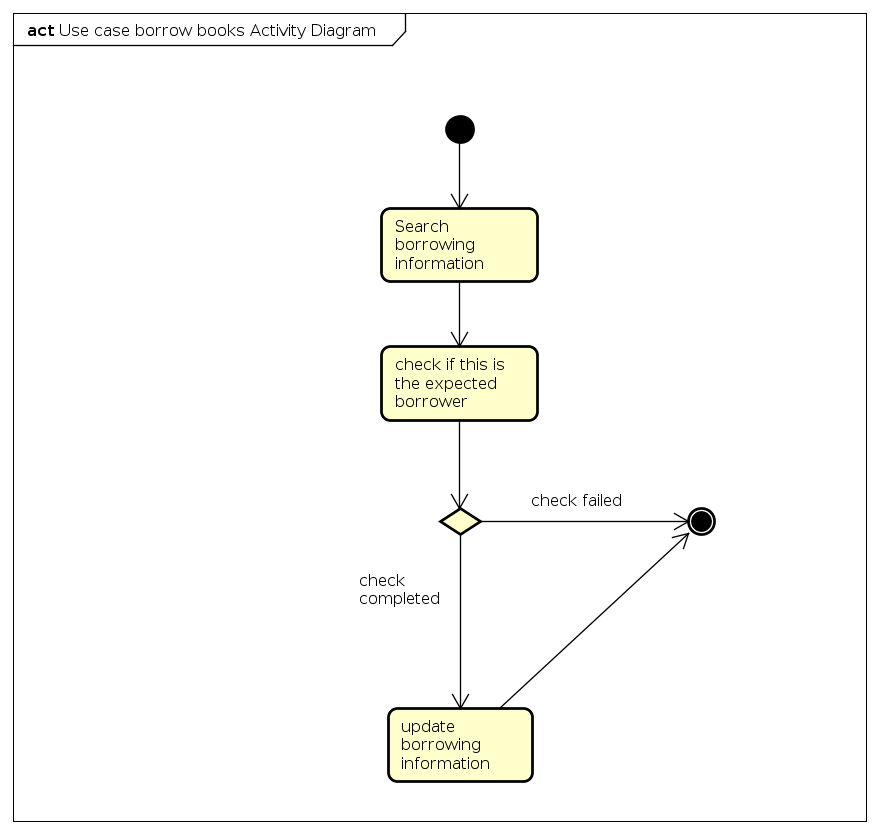 act Use case borrow books Activity Diagram
Search
borrowing
information
check if this is
the expected
borrower
check failed
check
completed
update
borrowing
information